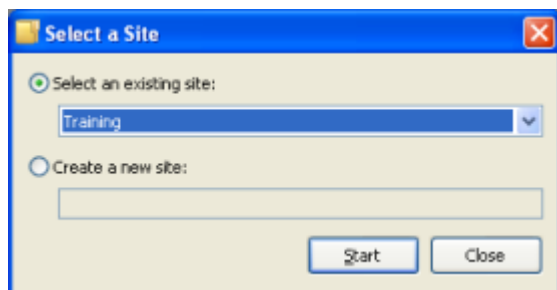 Select a Site
Select an existing site:
Training
Create a new site:
Start Close